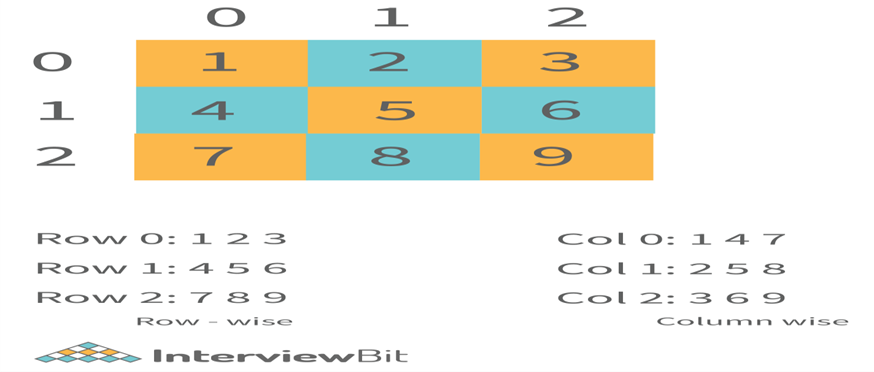 0 1 2
0 1 2 3
1 4 5 6
2 7 8 9
Row 0: 1 2 3
Row 1: 4 5 6
Row 2: 7 8 9
Row - wise
Col 0: 1 4 7
Col 1: 2 5 8
Col 2: 3 6 9
Column wise
InterviewBit